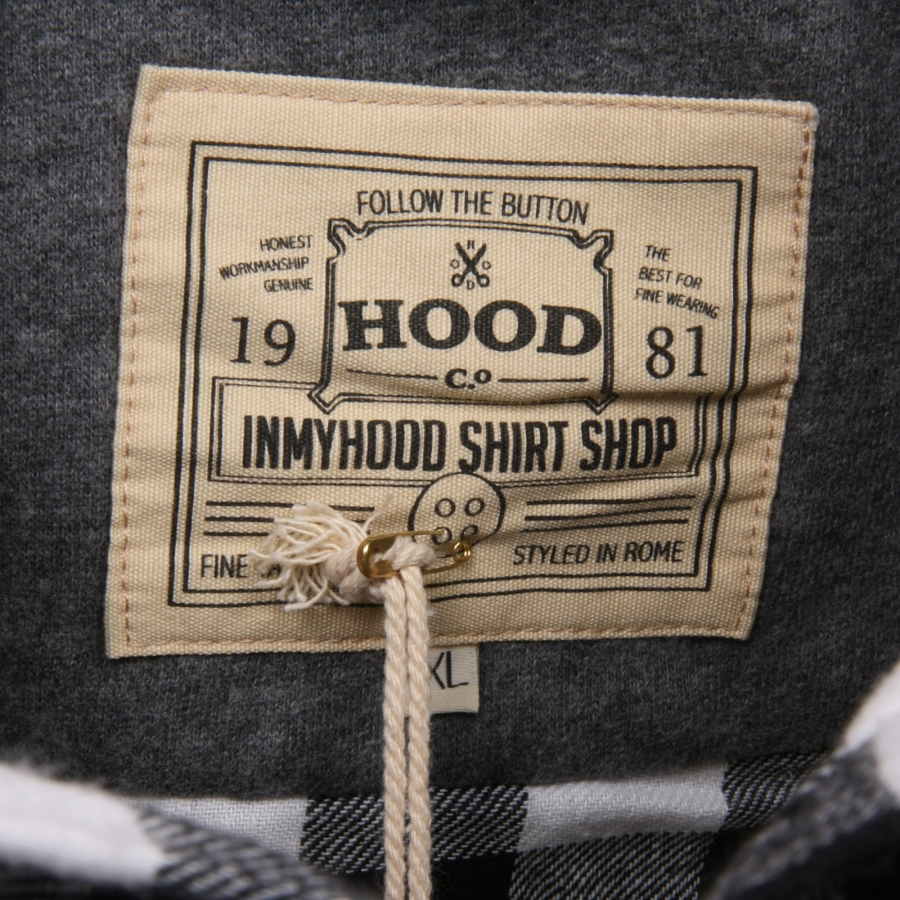 FOLLOW THE BUTTON
HONEST
WORKMANSHIP
GENUINE
H
D
THE
BEST FOR
FINE WEARING
19
HOOD
81
C.o
INMYHOOD SHIRT SHOP
FINE
STYLED IN ROME
XL